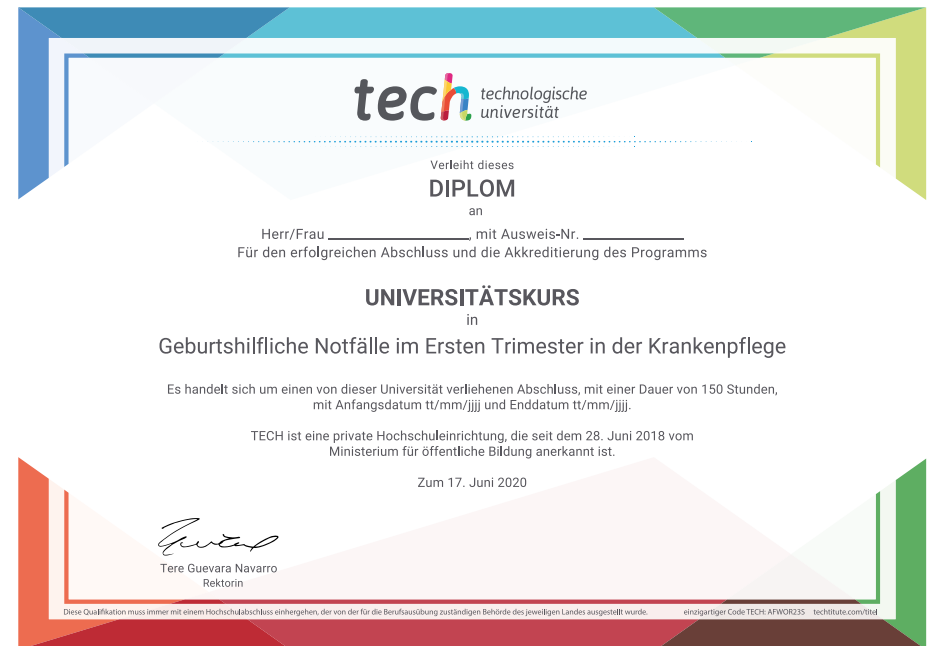 tech technologische
universität
Verleiht dieses
DIPLOM
an
Herr/Frau ____________________, mit Ausweis-Nr. ______________
Für den erfolgreichen Abschluss und die Akkreditierung des Programms
UNIVERSITÄTSKURS
in
Geburtshilfliche Notfälle im Ersten Trimester in der Krankenpflege
Es handelt sich um einen von dieser Universität verliehenen Abschluss, mit einer Dauer von 150 Stunden,
mit Anfangsdatum tt/mm/jjjj und Enddatum tt/mm/jjjj.
TECH ist eine private Hochschuleinrichtung, die seit dem 28. Juni 2018 vom
Ministerium für öffentliche Bildung anerkannt ist.
Zum 17. Juni 2020
Tere Guevara Navarro
Rektorin
Diese Qualifikation muss immer mit einem Hochschulabschluss einhergehen, der von der für die Berufsausübung zuständigen Behörde des jeweiligen Landes ausgestellt wurde. einzigartiger Code TECH: AFWOR23S techtitute.com/titel